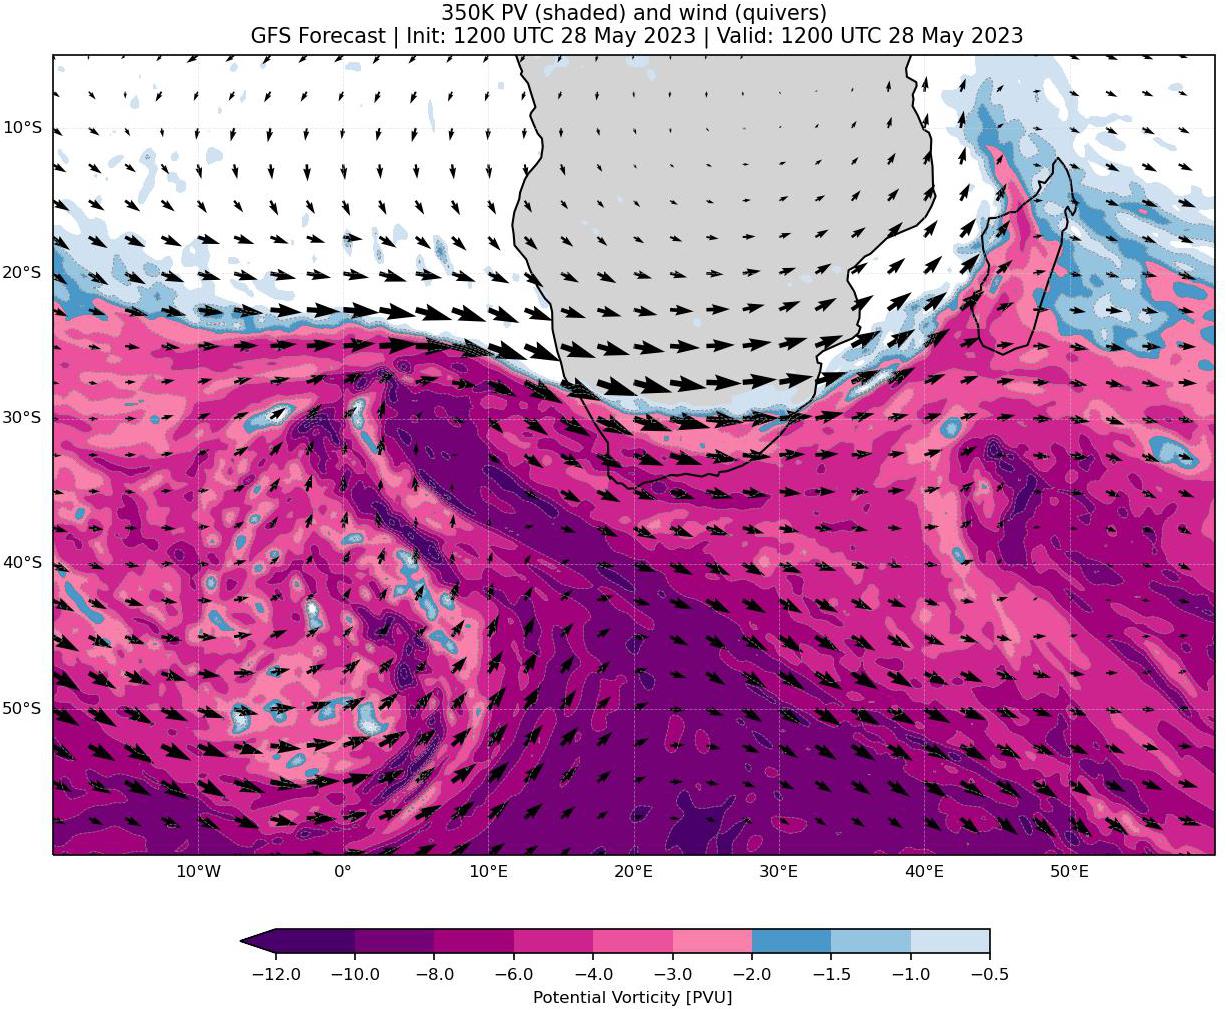 350K PV (shaded) and wind (quivers)
GFS Forecast | Init: 1200 UTC 28 May 2023 | Valid: 1200 UTC 28 May 2023
10°S
20°S
30°S
40°S
50°S
10°W 0° 10°E 20°E 30°E 40°E 50°E
−12.0 −10.0 −8.0 −6.0 −4.0 −3.0 −2.0 −1.5 −1.0 −0.5
Potential Vorticity [PVU]